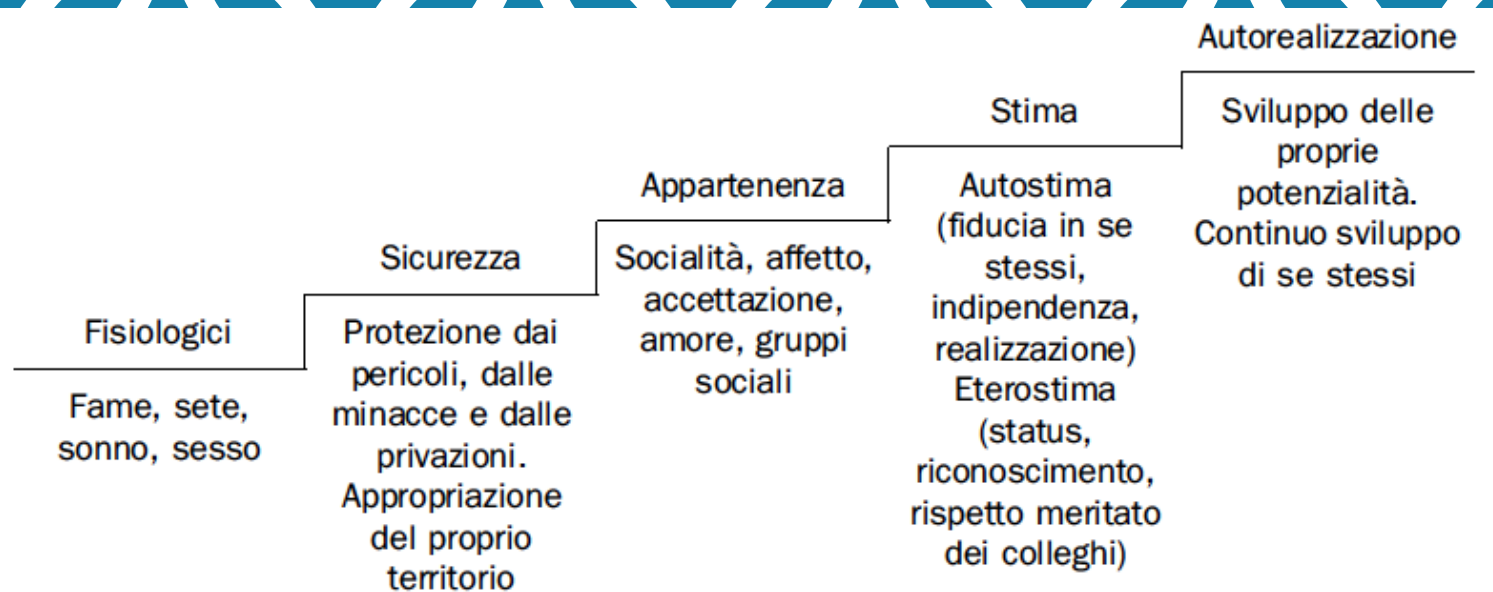 Fisiologici
Fame, sete,
sonno, sesso
Sicurezza
Protezione dai
pericoli, dalle
minacce e dalle
privazioni.
Appropriazione
del proprio
territorio
Appartenenza
Socialità, affetto,
accettazione,
amore, gruppi
sociali
Stima
Autostima
(fiducia in se
stessi,
indipendenza,
realizzazione)
Eterostima
(status,
riconoscimento,
rispetto meritato
dei colleghi)
Autorealizzazione
Sviluppo delle
proprie
potenzialità.
Continuo sviluppo
di se stessi